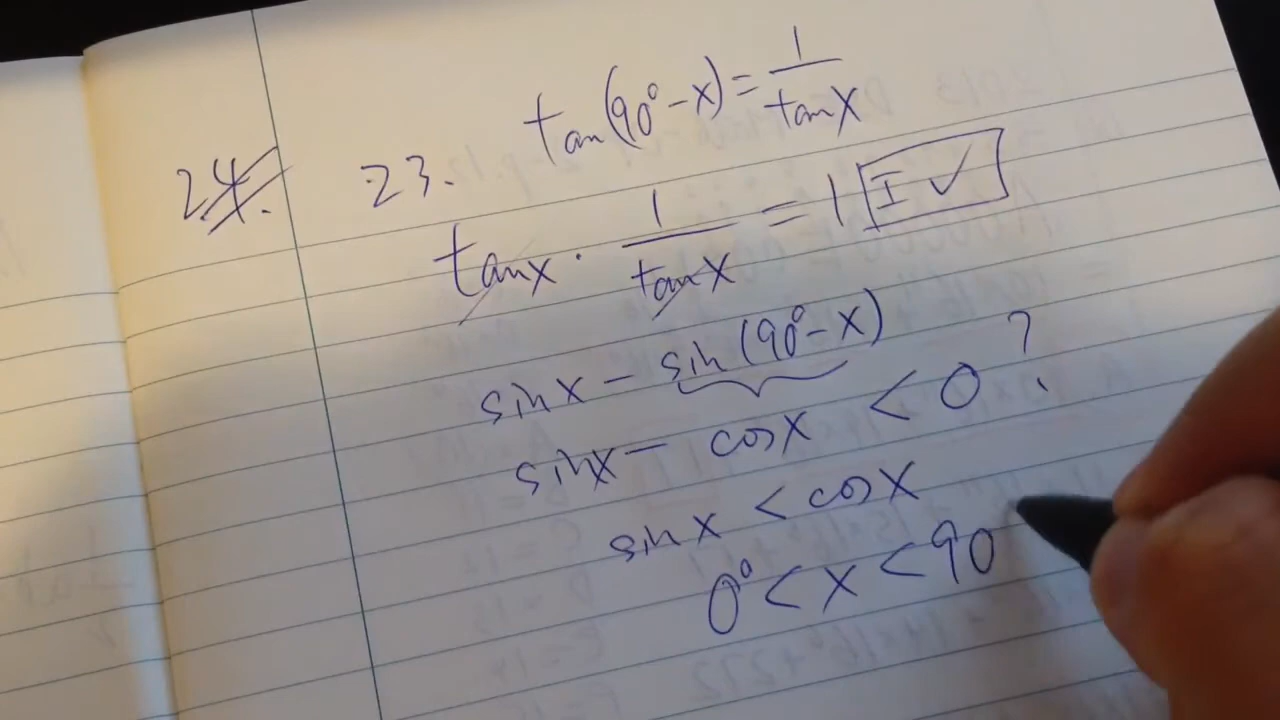 tan(90°-x)=1/tanx
24. 23.
tanx · 1/tanx = 1 I ✓
sinx - sin(90°-x)
sinx - cosx < 0 ?
sinx < cosx
0° < x < 90